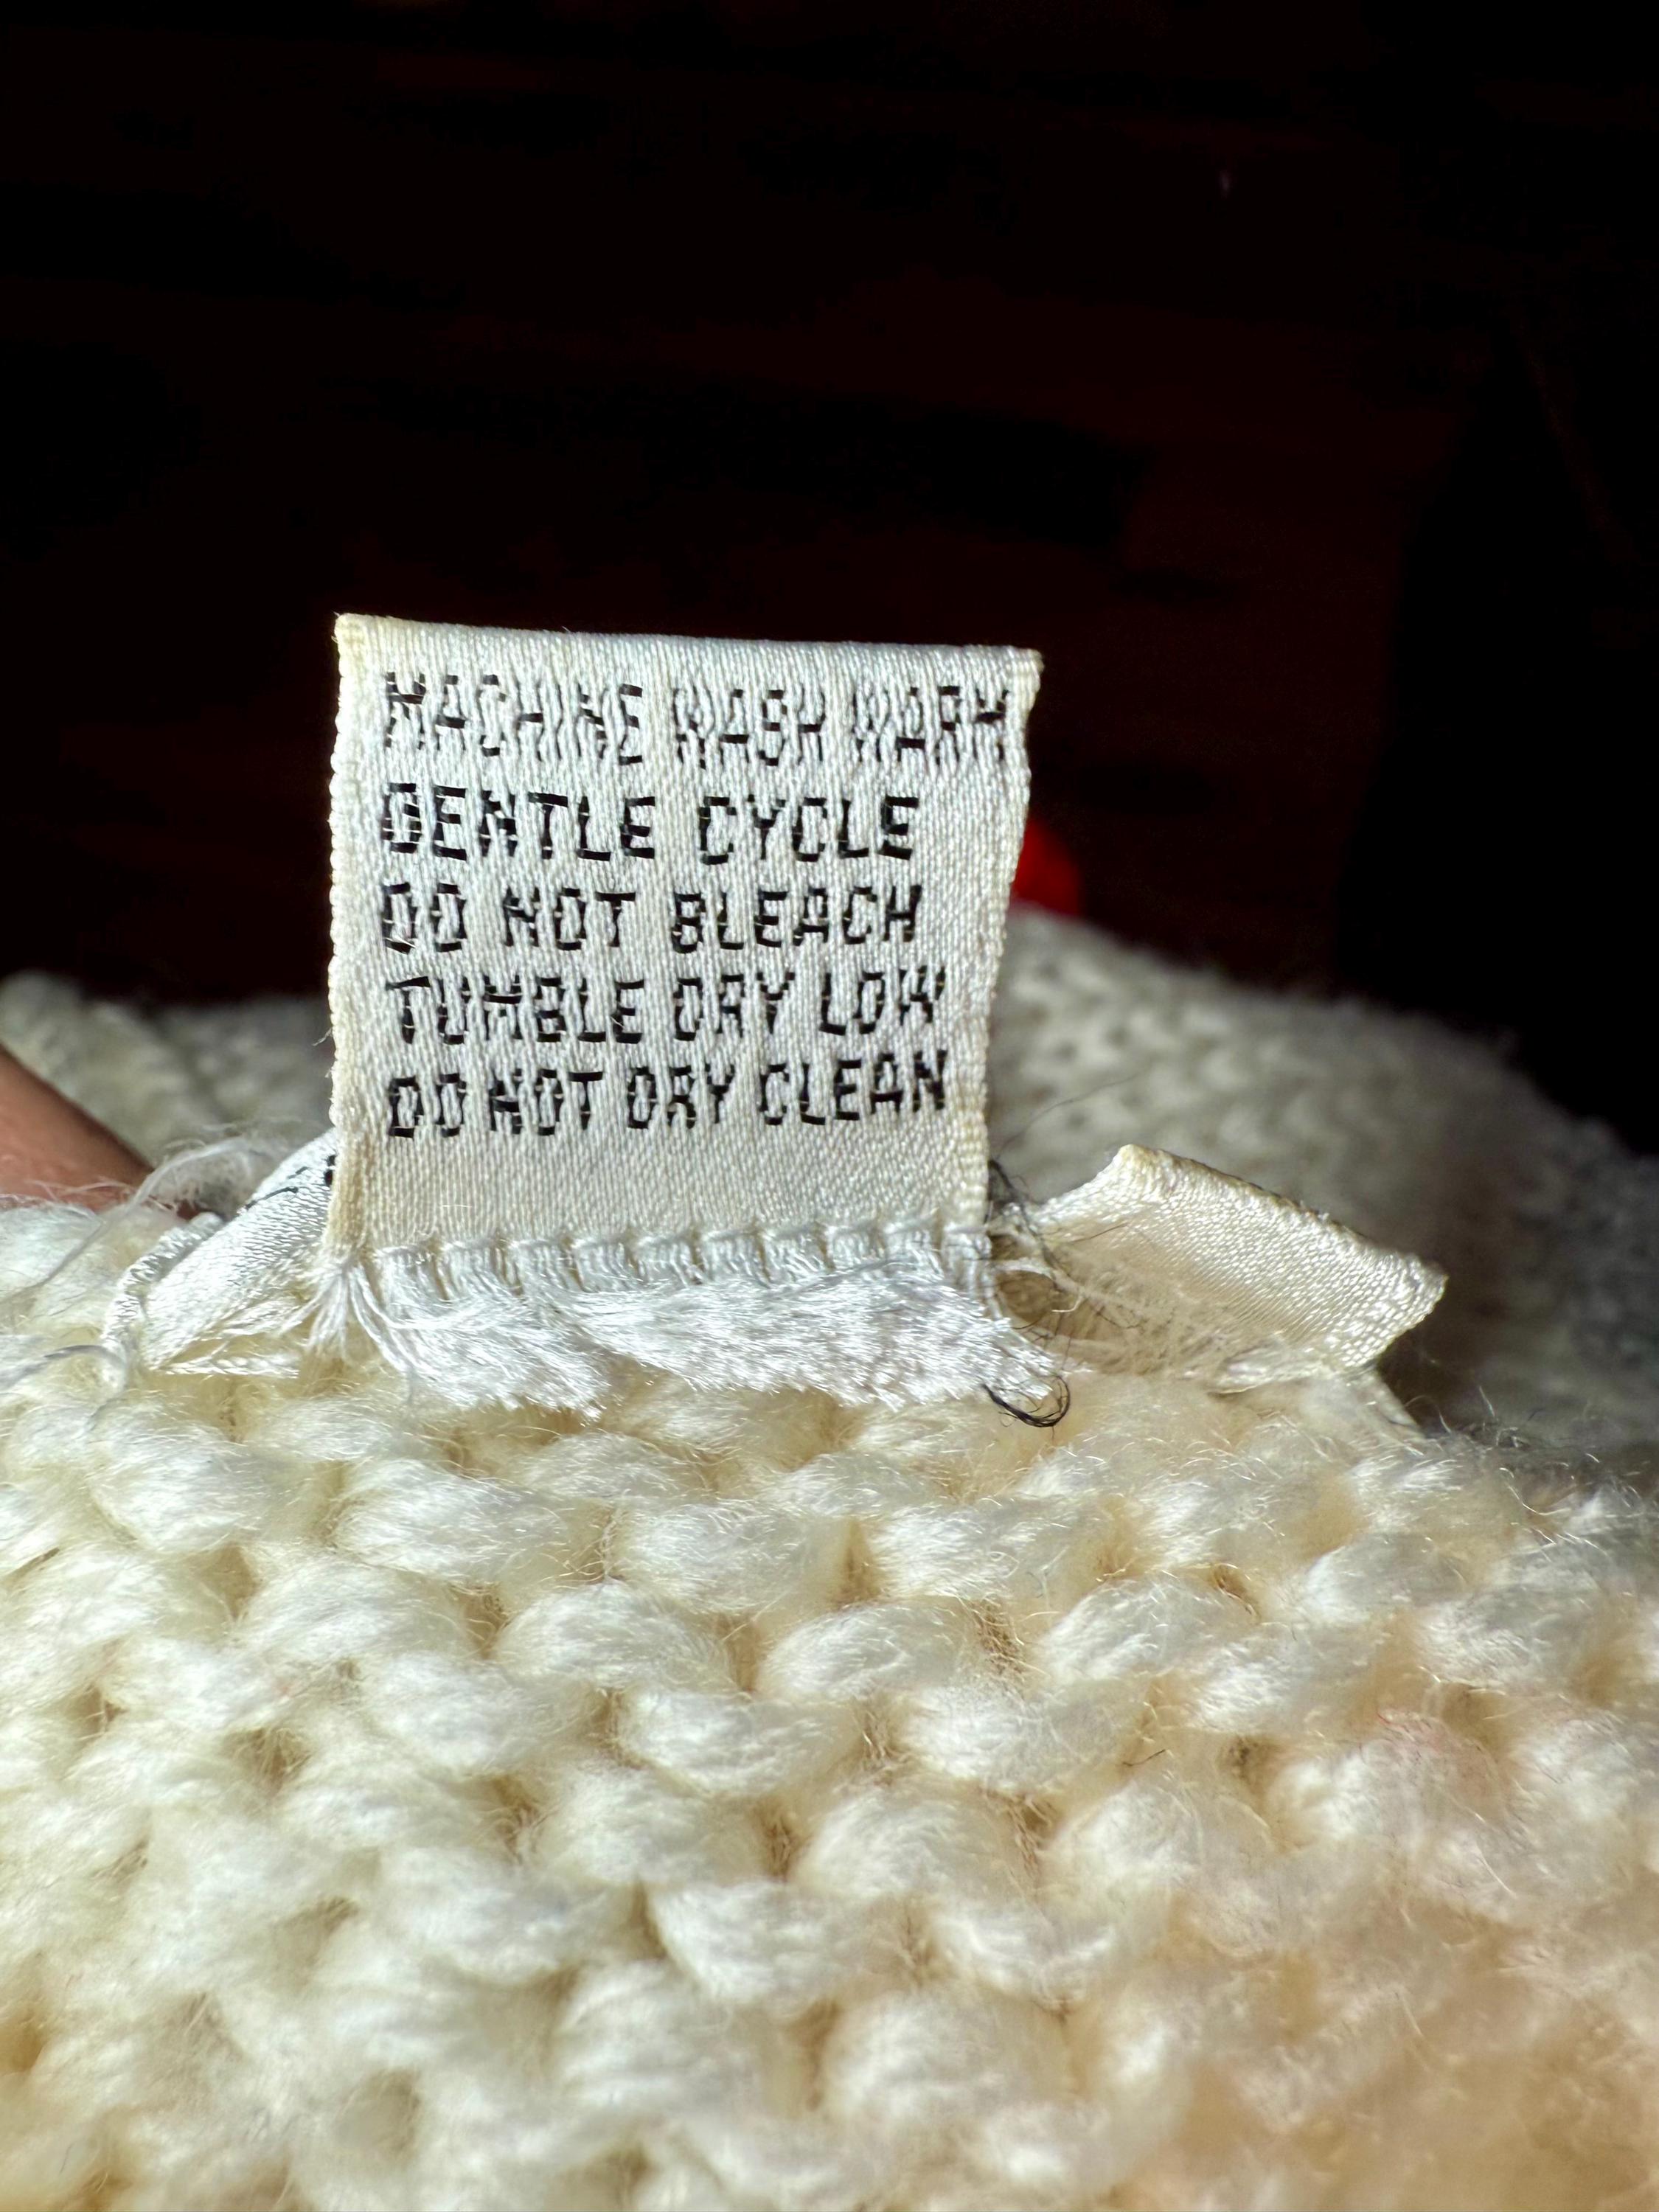 MACHINE WASH WARM
GENTLE CYCLE
DO NOT BLEACH
TUMBLE DRY LOW
DO NOT DRY CLEAN